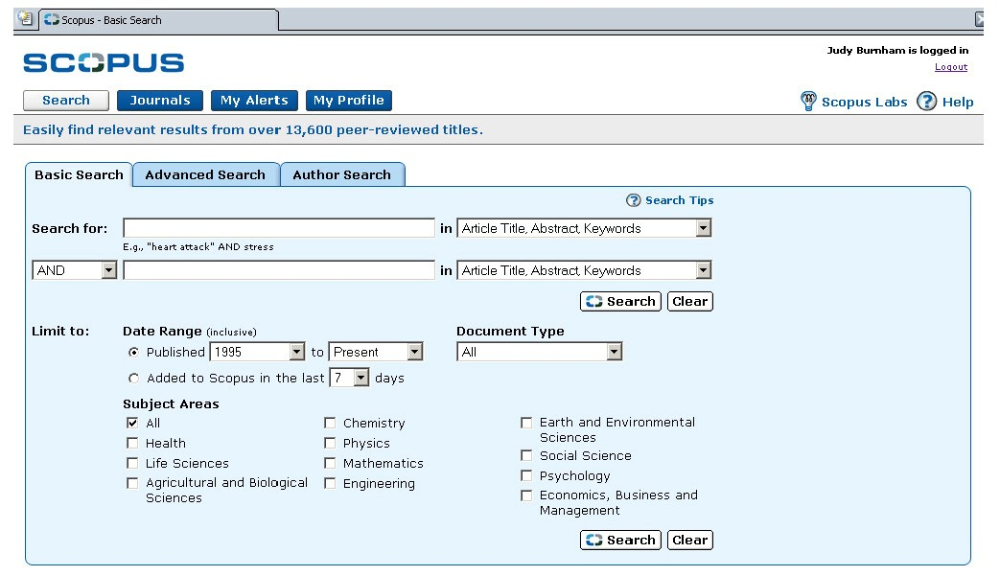 Scopus - Basic Search
SCOPUS
Judy Burnham is logged in
Logout
Search Journals My Alerts My Profile
Scopus Labs ? Help
Easily find relevant results from over 13,600 peer-reviewed titles.
Basic Search Advanced Search Author Search
? Search Tips
Search for: in Article Title, Abstract, Keywords
E.g., "heart attack" AND stress
AND in Article Title, Abstract, Keywords
Search Clear
Limit to: Date Range (inclusive) Document Type
Published 1995 to Present All
Added to Scopus in the last 7 days
Subject Areas
All
Health
Life Sciences
Agricultural and Biological
Sciences
Chemistry
Physics
Mathematics
Engineering
Earth and Environmental
Sciences
Social Science
Psychology
Economics, Business and
Management
Search Clear